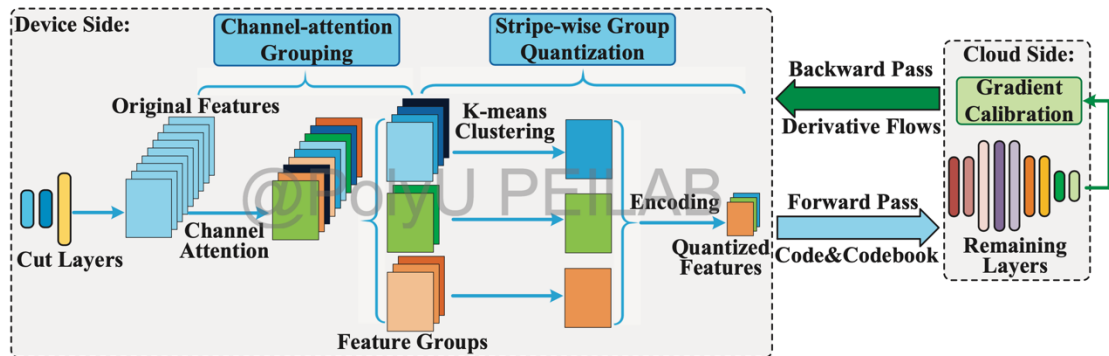 Device Side:
Channel-attention
Grouping
Stripe-wise Group
Quantization
Original Features
K-means
Clustering
Cut Layers
Channel
Attention
Feature Groups
Encoding
Quantized
Features
@PolyU PEILAB
Backward Pass
Derivative Flows
Forward Pass
Code&Codebook
Cloud Side:
Gradient
Calibration
Remaining
Layers